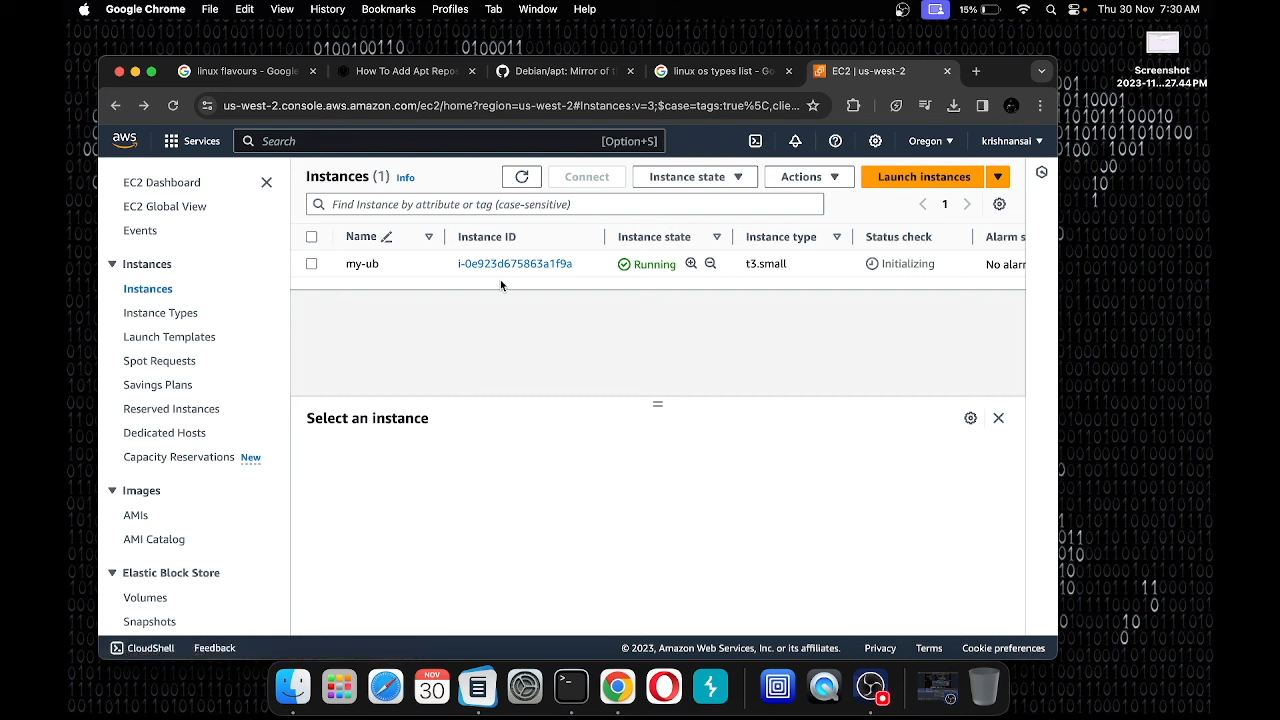 Google Chrome File Edit View History Bookmarks Profiles Tab Window Help 15% Thu 30 Nov 7:30 AM
Screenshot
2023-11...27.44 PM
linux flavours - Google
How To Add Apt Repo
Debian/apt: Mirror of t
linux os types list - Go
EC2 | us-west-2
us-west-2.console.aws.amazon.com/ec2/home?region=us-west-2#Instances:v=3;$case=tags:true%5C,clie...
aws Services Search [Option+S] Oregon krishnansai
EC2 Dashboard
EC2 Global View
Events
Instances
Instances
Instance Types
Launch Templates
Spot Requests
Savings Plans
Reserved Instances
Dedicated Hosts
Capacity Reservations New
Images
AMIs
AMI Catalog
Elastic Block Store
Volumes
Snapshots
Instances (1) Info Connect Instance state Actions Launch instances
Find Instance by attribute or tag (case-sensitive) 1
Name Instance ID Instance state Instance type Status check Alarm s
my-ub i-0e923d675863a1f9a Running t3.small Initializing No alarr
Select an instance
CloudShell Feedback © 2023, Amazon Web Services, Inc. or its affiliates. Privacy Terms Cookie preferences
NOV
30